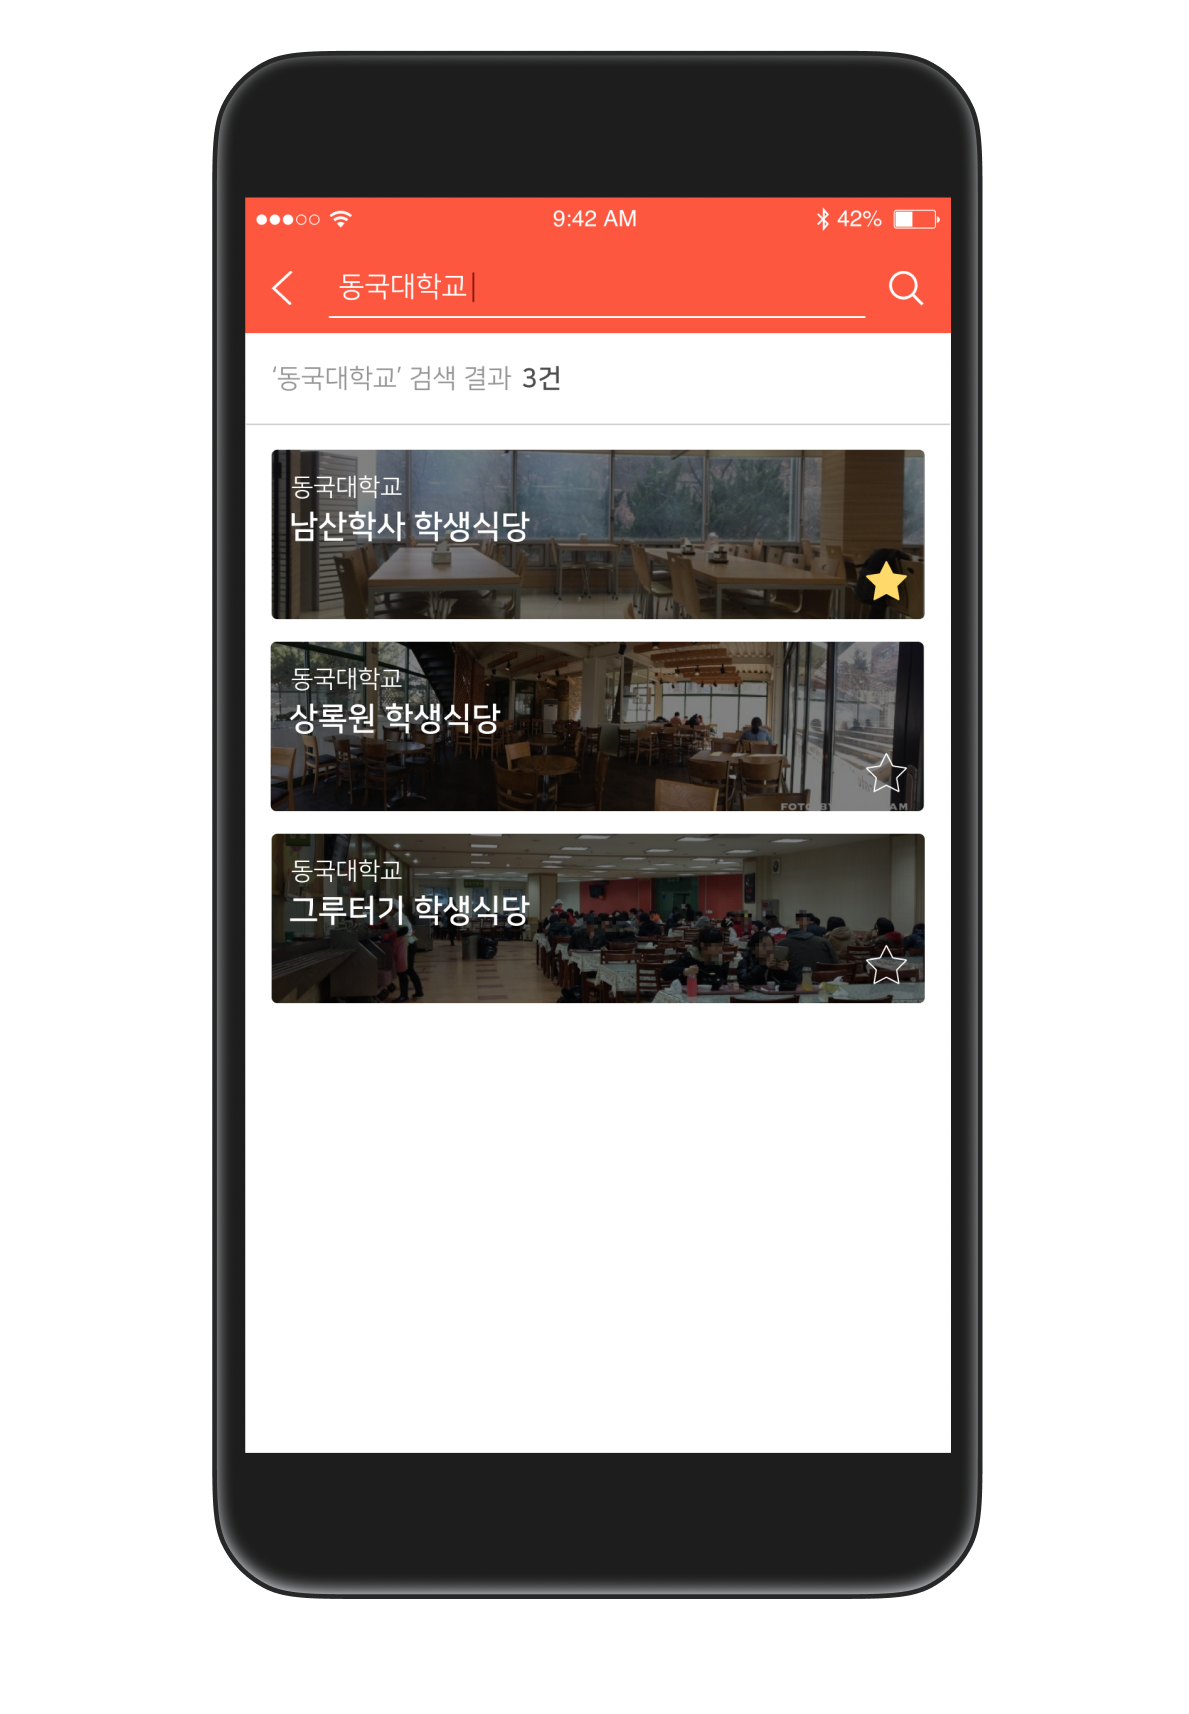 9:42 AM
42%
동국대학교
‘동국대학교’ 검색 결과 3건
동국대학교
남산학사 학생식당
동국대학교
상록원 학생식당
FOTO BY
AM
동국대학교
그루터기 학생식당